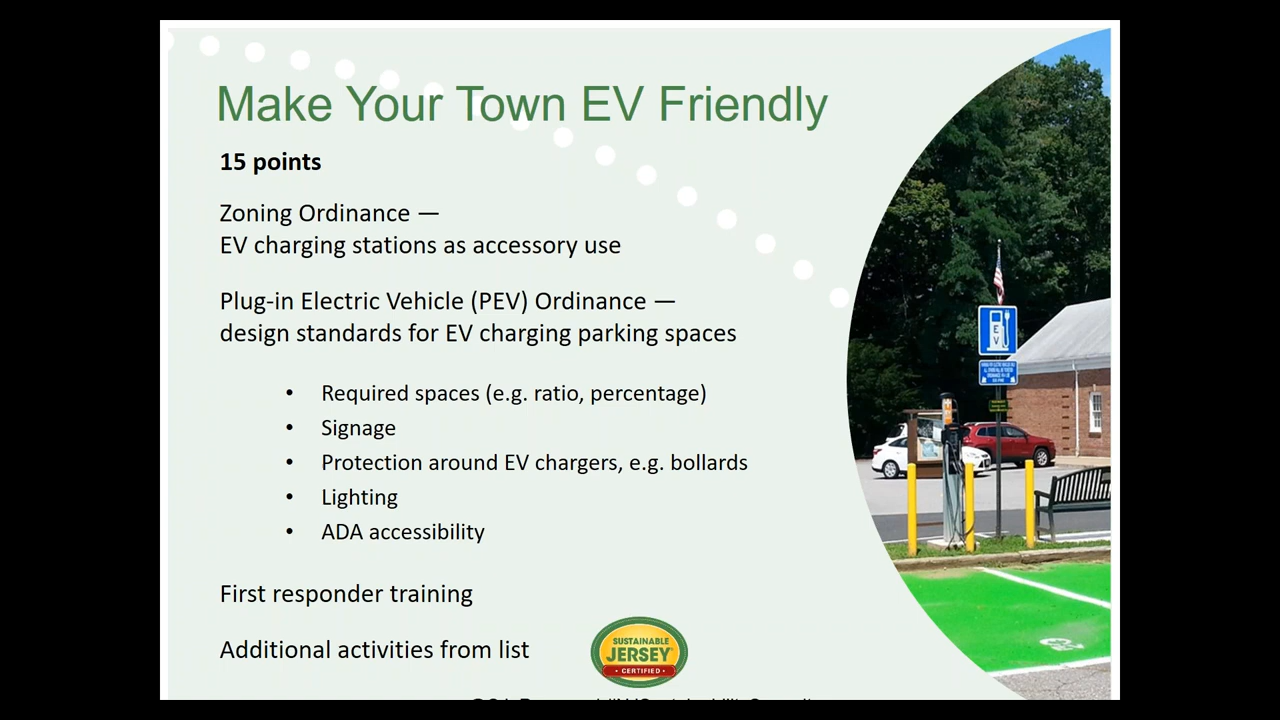 Make Your Town EV Friendly
15 points
Zoning Ordinance —
EV charging stations as accessory use
Plug-in Electric Vehicle (PEV) Ordinance —
design standards for EV charging parking spaces
• Required spaces (e.g. ratio, percentage)
• Signage
• Protection around EV chargers, e.g. bollards
• Lighting
• ADA accessibility
First responder training
Additional activities from list
SUSTAINABLE
JERSEY
• CERTIFIED •
E V
EV